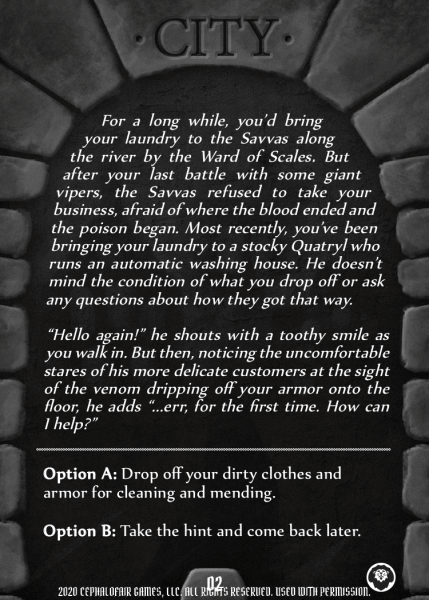 · CITY ·
For a long while, you'd bring
your laundry to the Savvas along
the river by the Ward of Scales. But
after your last battle with some giant
vipers, the Savvas refused to take your
business, afraid of where the blood ended and
the poison began. Most recently, you've been
bringing your laundry to a stocky Quatryl who
runs an automatic washing house. He doesn't
mind the condition of what you drop off or ask
any questions about how they got that way.
“Hello again!” he shouts with a toothy smile as
you walk in. But then, noticing the uncomfortable
stares of his more delicate customers at the sight
of the venom dripping off your armor onto the
floor, he adds “...err, for the first time. How can
I help?”
Option A: Drop off your dirty clothes and
armor for cleaning and mending.
Option B: Take the hint and come back later.
02
2020 CEPHALOFAIR GAMES, LLC. ALL RIGHTS RESERVED. USED WITH PERMISSION.